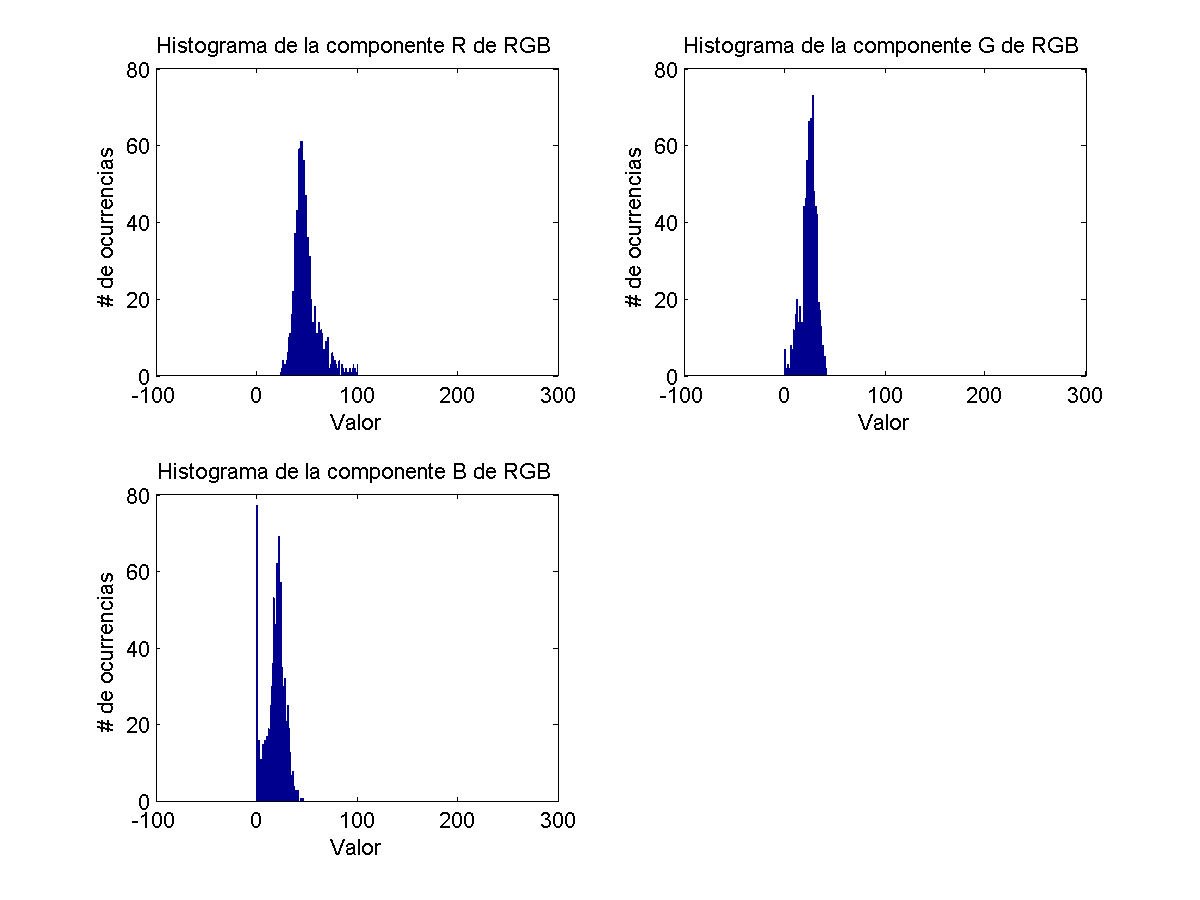 Histograma de la componente R de RGB
80
60
40
20
0
# de ocurrencias
-100 0 100 200 300
Valor
Histograma de la componente G de RGB
80
60
40
20
0
# de ocurrencias
-100 0 100 200 300
Valor
Histograma de la componente B de RGB
80
60
40
20
0
# de ocurrencias
-100 0 100 200 300
Valor